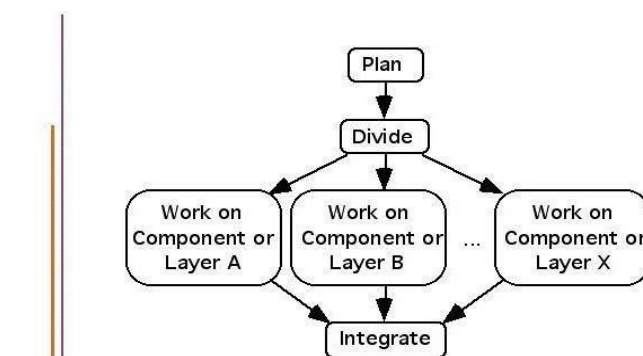 Plan
Divide
Work on
Component or
Layer A
Work on
Component or
Layer B
...
Work on
Component or
Layer X
Integrate